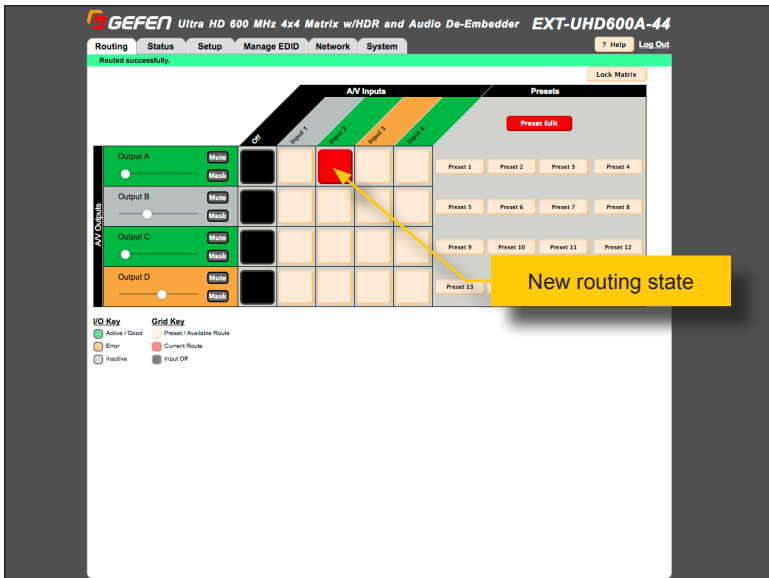 GEFEN Ultra HD 600 MHz 4x4 Matrix w/HDR and Audio De-Embedder EXT-UHD600A-44
Routing Status Setup Manage EDID Network System ? Help Log Out
Routed successfully.
Lock Matrix
A/V Inputs Presets
Off Input 1 Input 2 Input 3 Input 4
Preset Edit
A/V Outputs
Output A Mute
Mask
Preset 1 Preset 2 Preset 3 Preset 4
Output B Mute
Mask
Preset 5 Preset 6 Preset 7 Preset 8
Output C Mute
Mask
Preset 9 Preset 10 Preset 11 Preset 12
Output D Mute
Mask
Preset 13
New routing state
I/O Key Grid Key
Active / Good Preset / Available Route
Error Current Route
Inactive Input Off